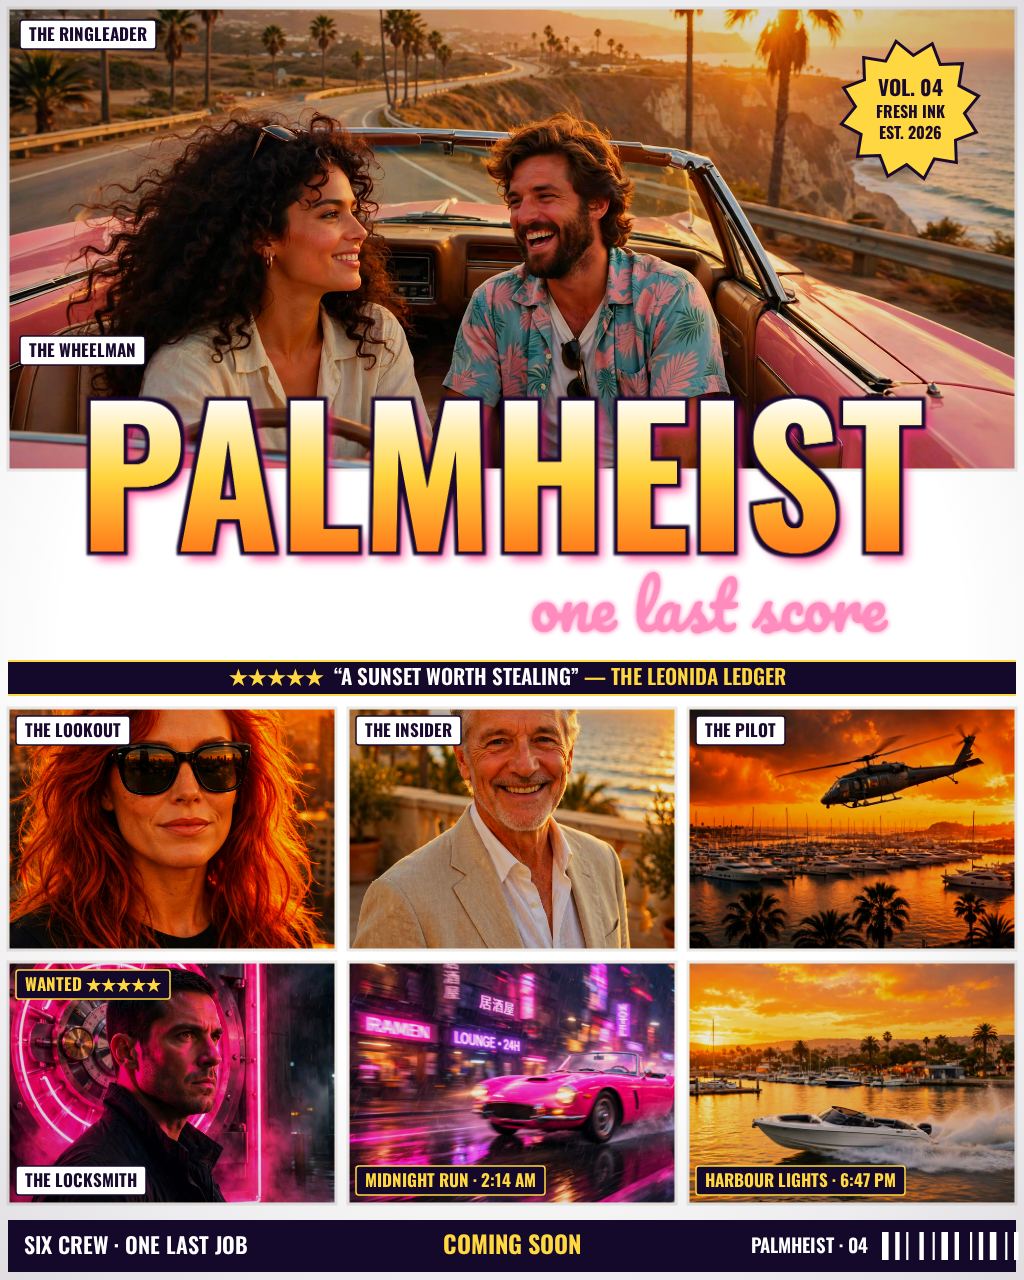 THE RINGLEADER
VOL. 04
FRESH INK
EST. 2026
THE WHEELMAN
PALMHEIST
one last score
★★★★★ “A SUNSET WORTH STEALING” — THE LEONIDA LEDGER
THE LOOKOUT
THE INSIDER
THE PILOT
WANTED ★★★★★
THE LOCKSMITH
居酒屋
RAMEN
LOUNGE · 24H
MIDNIGHT RUN · 2:14 AM
HARBOUR LIGHTS · 6:47 PM
SIX CREW · ONE LAST JOB
COMING SOON
PALMHEIST · 04